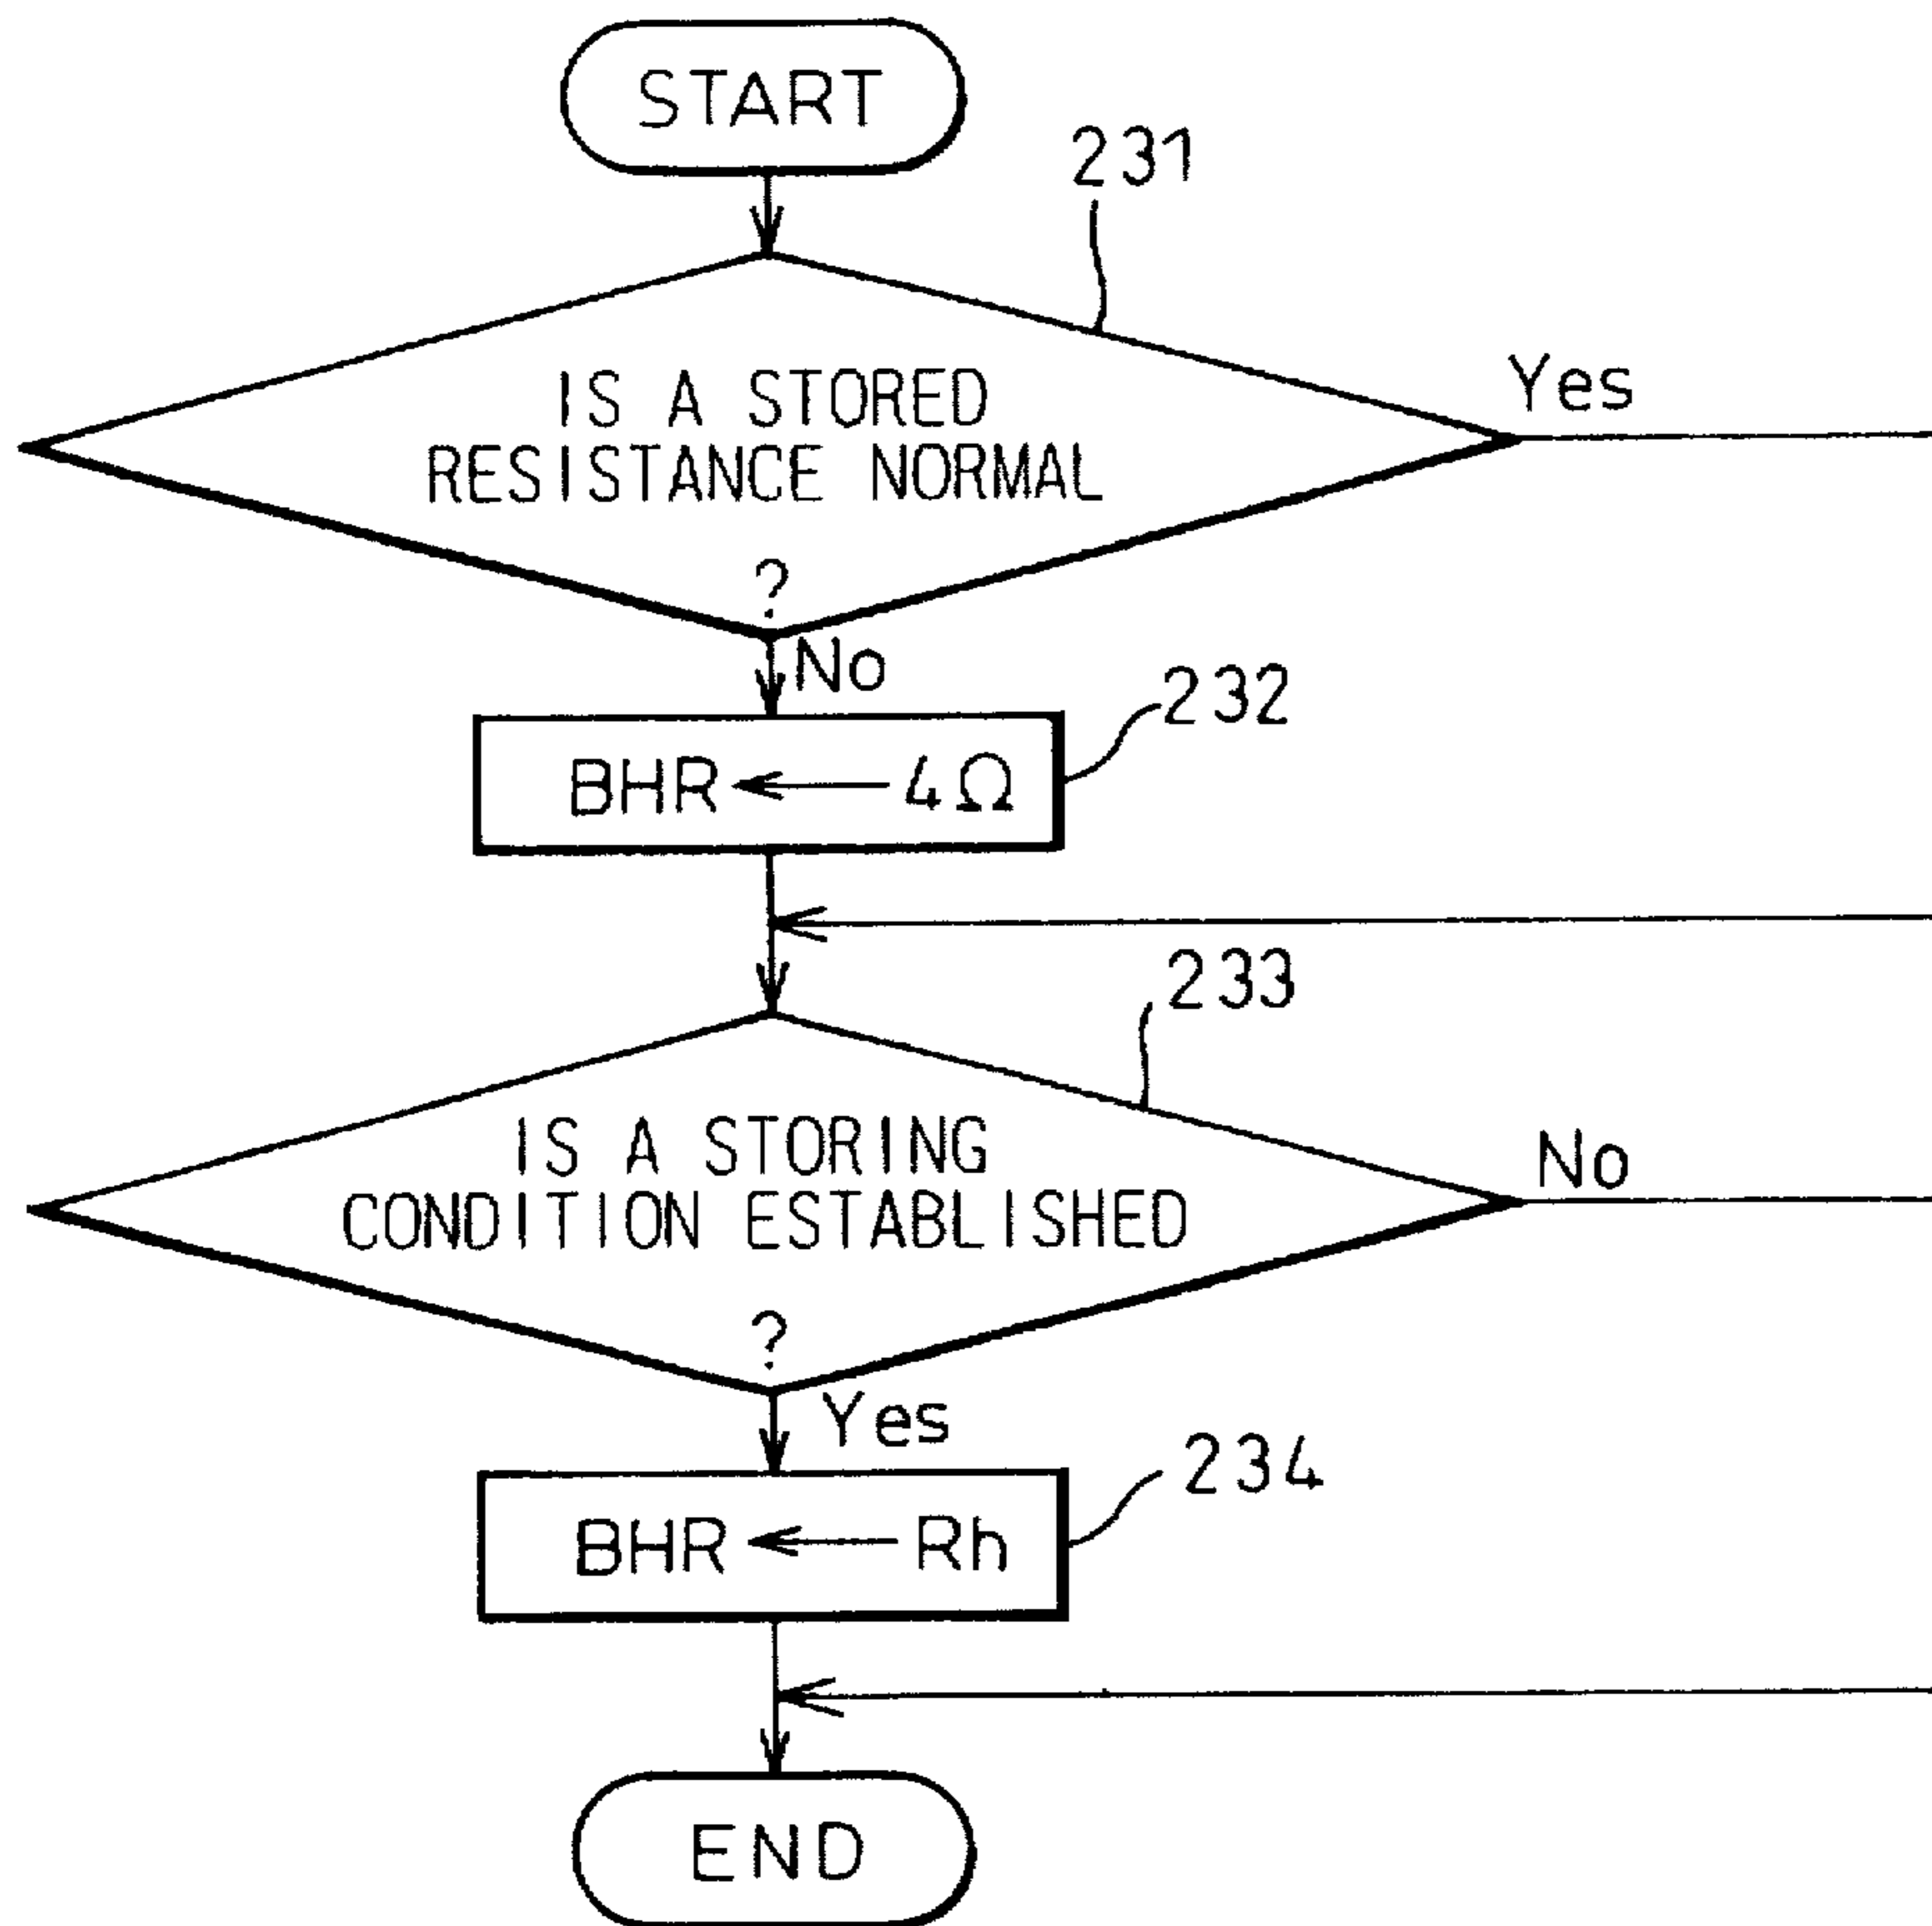 START
231
IS A STORED
RESISTANCE NORMAL
?
Yes
No
232
BHR ← 4Ω
233
IS A STORING
CONDITION ESTABLISHED
?
No
Yes
234
BHR ← Rh
END